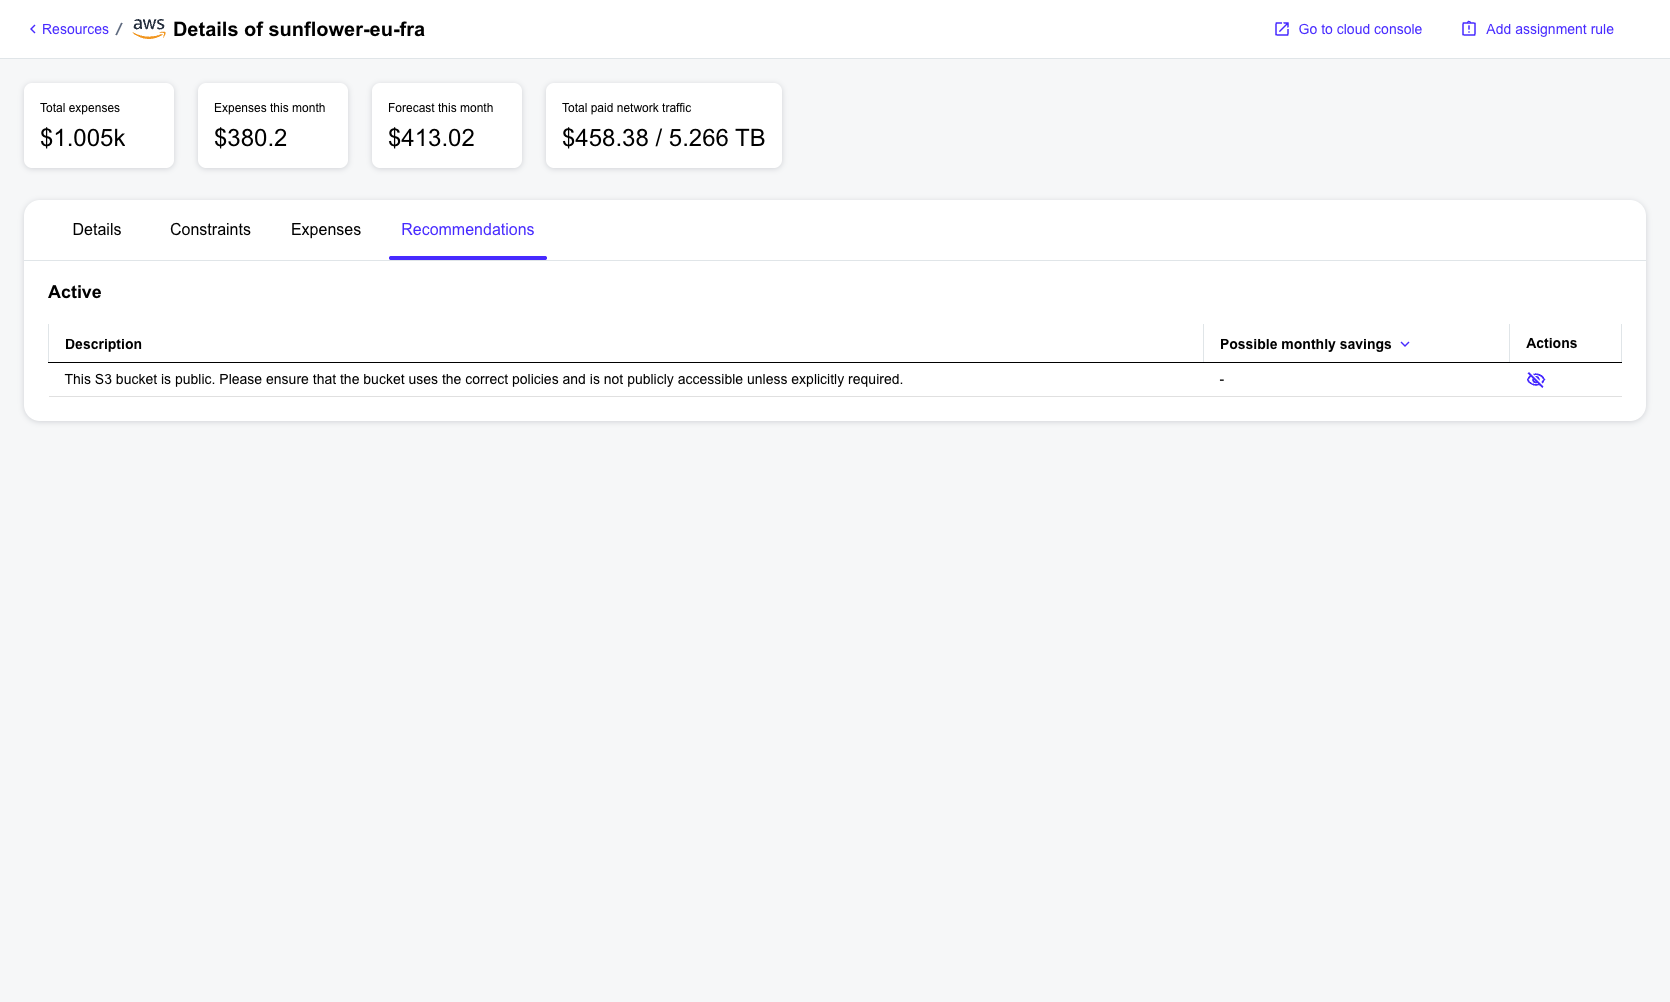 Resources / aws Details of sunflower-eu-fra
Go to cloud console
Add assignment rule
Total expenses
$1.005k
Expenses this month
$380.2
Forecast this month
$413.02
Total paid network traffic
$458.38 / 5.266 TB
Details
Constraints
Expenses
Recommendations
Active
Description
Possible monthly savings
Actions
This S3 bucket is public. Please ensure that the bucket uses the correct policies and is not publicly accessible unless explicitly required.
-